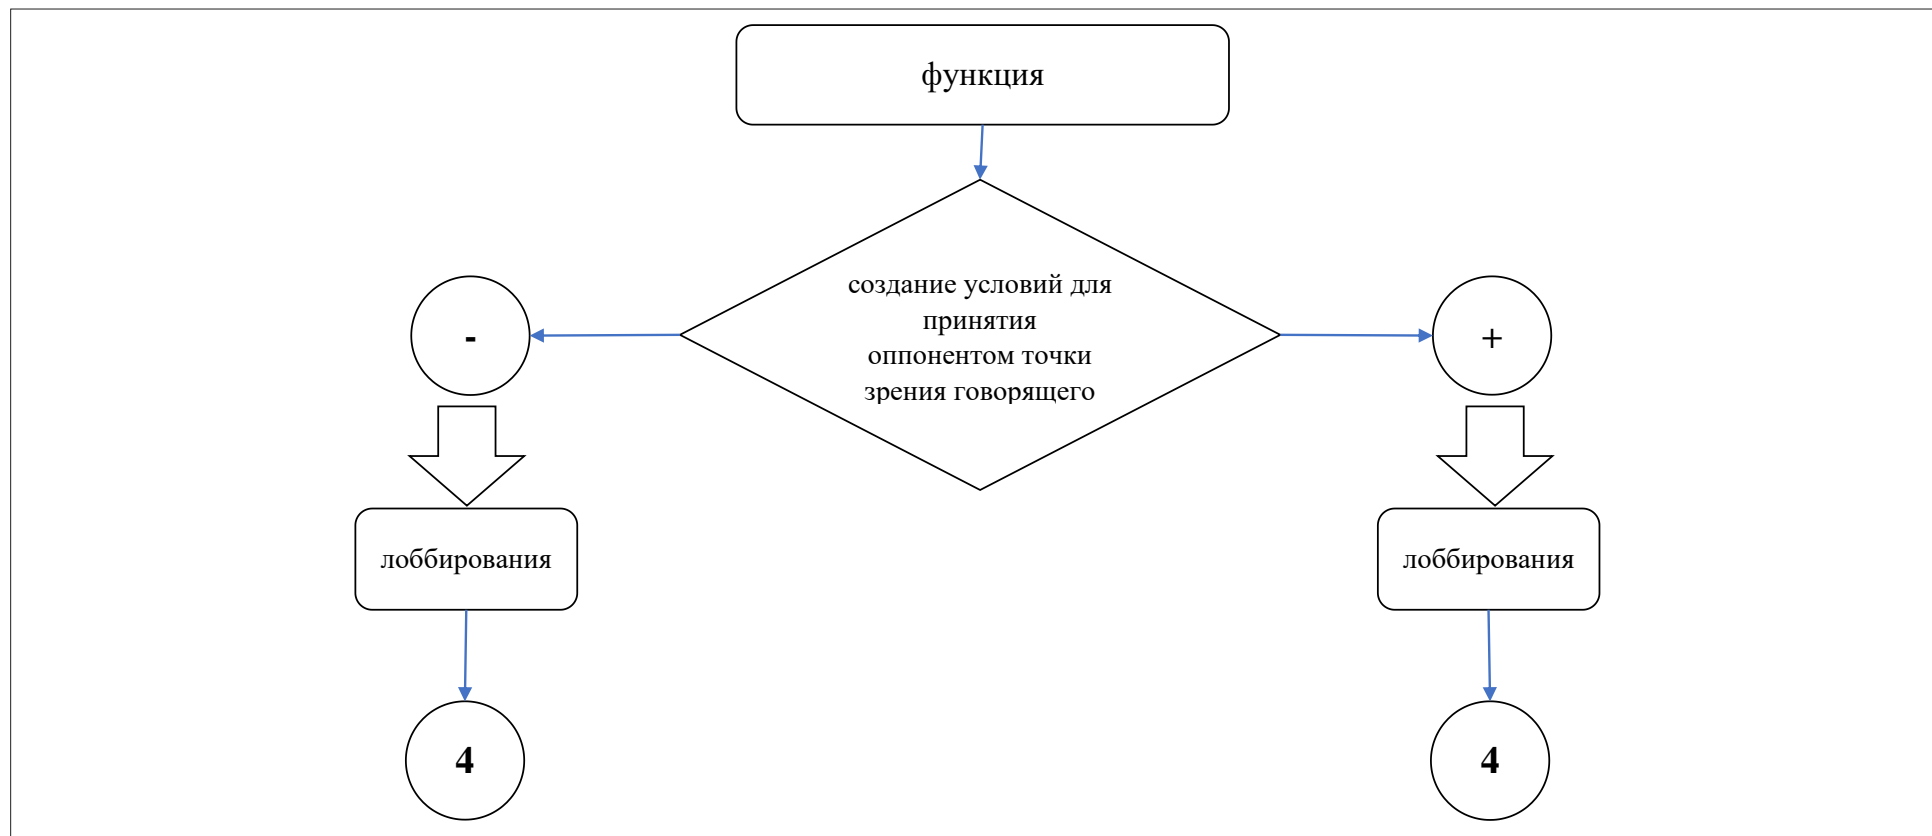 функция
создание условий для
принятия
оппонентом точки
зрения говорящего
-
+
лоббирования
лоббирования
4
4